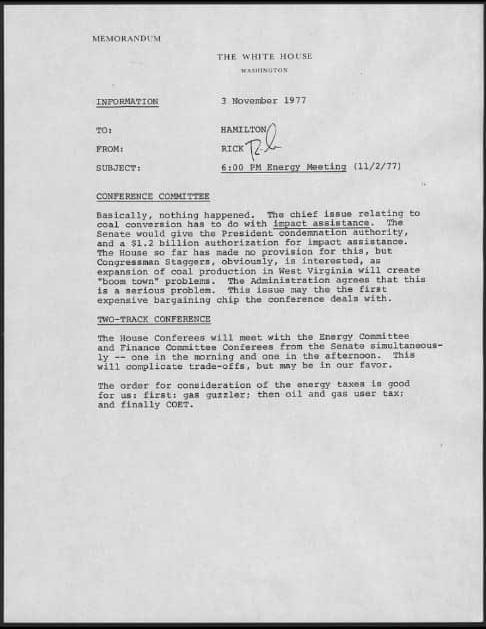 MEMORANDUM
THE WHITE HOUSE
WASHINGTON
INFORMATION 3 November 1977
TO: HAMILTON
FROM: RICK Rick
SUBJECT: 6:00 PM Energy Meeting (11/2/77)
CONFERENCE COMMITTEE
Basically, nothing happened. The chief issue relating to
coal conversion has to do with impact assistance. The
Senate would give the President condemnation authority,
and a $1.2 billion authorization for impact assistance.
The House so far has made no provision for this, but
Congressman Staggers, obviously, is interested, as
expansion of coal production in West Virginia will create
"boom town" problems. The Administration agrees that this
is a serious problem. This issue may the the first
expensive bargaining chip the conference deals with.
TWO-TRACK CONFERENCE
The House Conferees will meet with the Energy Committee
and Finance Committee Conferees from the Senate simultaneous-
ly -- one in the morning and one in the afternoon. This
will complicate trade-offs, but may be in our favor.
The order for consideration of the energy taxes is good
for us: first: gas guzzler; then oil and gas user tax;
and finally COET.